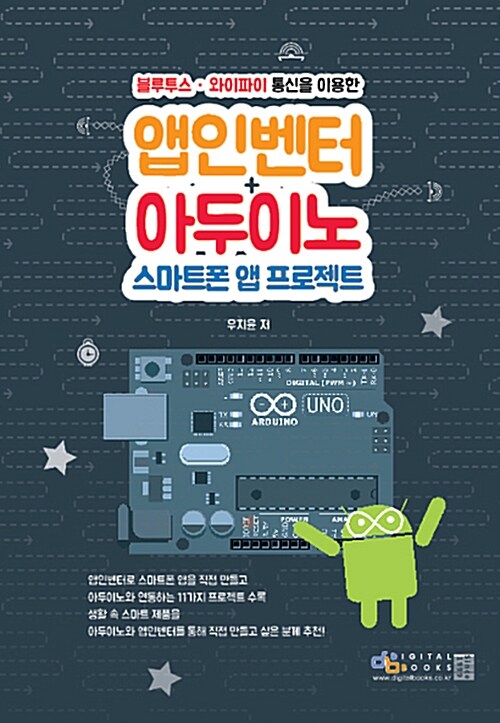 블루투스 · 와이파이 통신을 이용한
앱인벤터
+
아두이노
스마트폰 앱 프로젝트
우지윤 저
DIGITAL (PWM ~)
UNO
ARDUINO
POWER
앱인벤터로 스마트폰 앱을 직접 만들고
아두이노와 연동하는 11가지 프로젝트 수록
생활 속 스마트 제품을
아두이노와 앱인벤터를 통해 직접 만들고 싶은 분께 추천!
DIGITAL
BOOKS
www.digitalbooks.co.kr